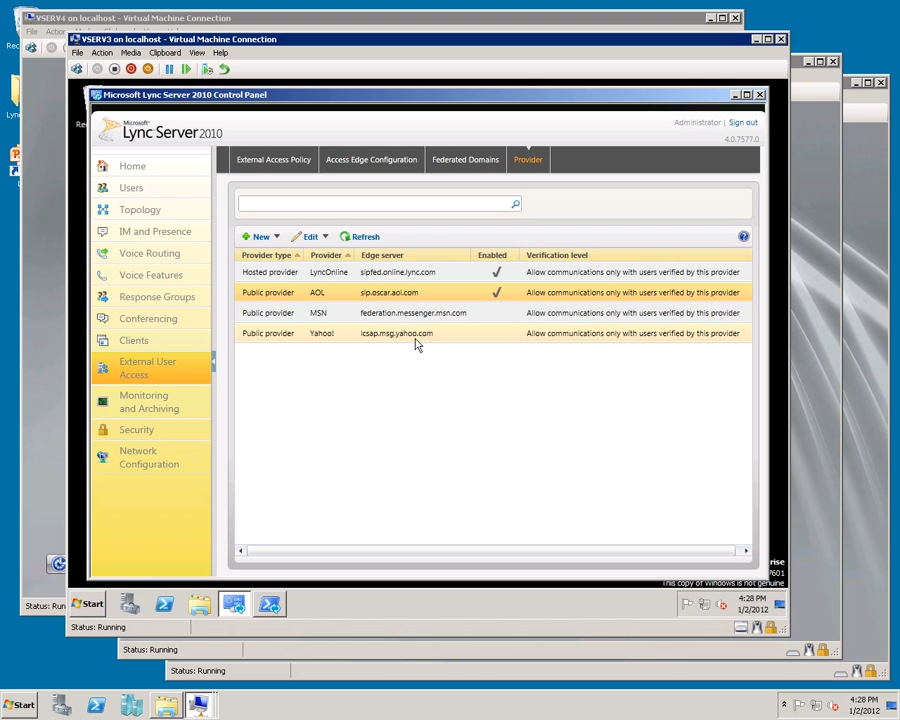 VSERV4 on localhost - Virtual Machine Connection
File Act
VSERV3 on localhost - Virtual Machine Connection
File Action Media Clipboard View Help
Microsoft Lync Server 2010 Control Panel
Microsoft
Lync Server 2010
Administrator | Sign out
4.0.7577.0
Home
Users
Topology
IM and Presence
Voice Routing
Voice Features
Response Groups
Conferencing
Clients
External User
Access
Monitoring
and Archiving
Security
Network
Configuration
External Access Policy Access Edge Configuration Federated Domains Provider
New Edit Refresh
Provider type Provider Edge server Enabled Verification level
Hosted provider LyncOnline sipfed.online.lync.com Allow communications only with users verified by this provider
Public provider AOL sip.oscar.aol.com Allow communications only with users verified by this provider
Public provider MSN federation.messenger.msn.com Allow communications only with users verified by this provider
Public provider Yahoo! lcsap.msg.yahoo.com Allow communications only with users verified by this provider
rise
7601
This copy of Windows is not genuine
Start
4:28 PM
1/2/2012
Status: Run
Status: Running
Status: Running
Status: Running
Start
4:28 PM
1/2/2012